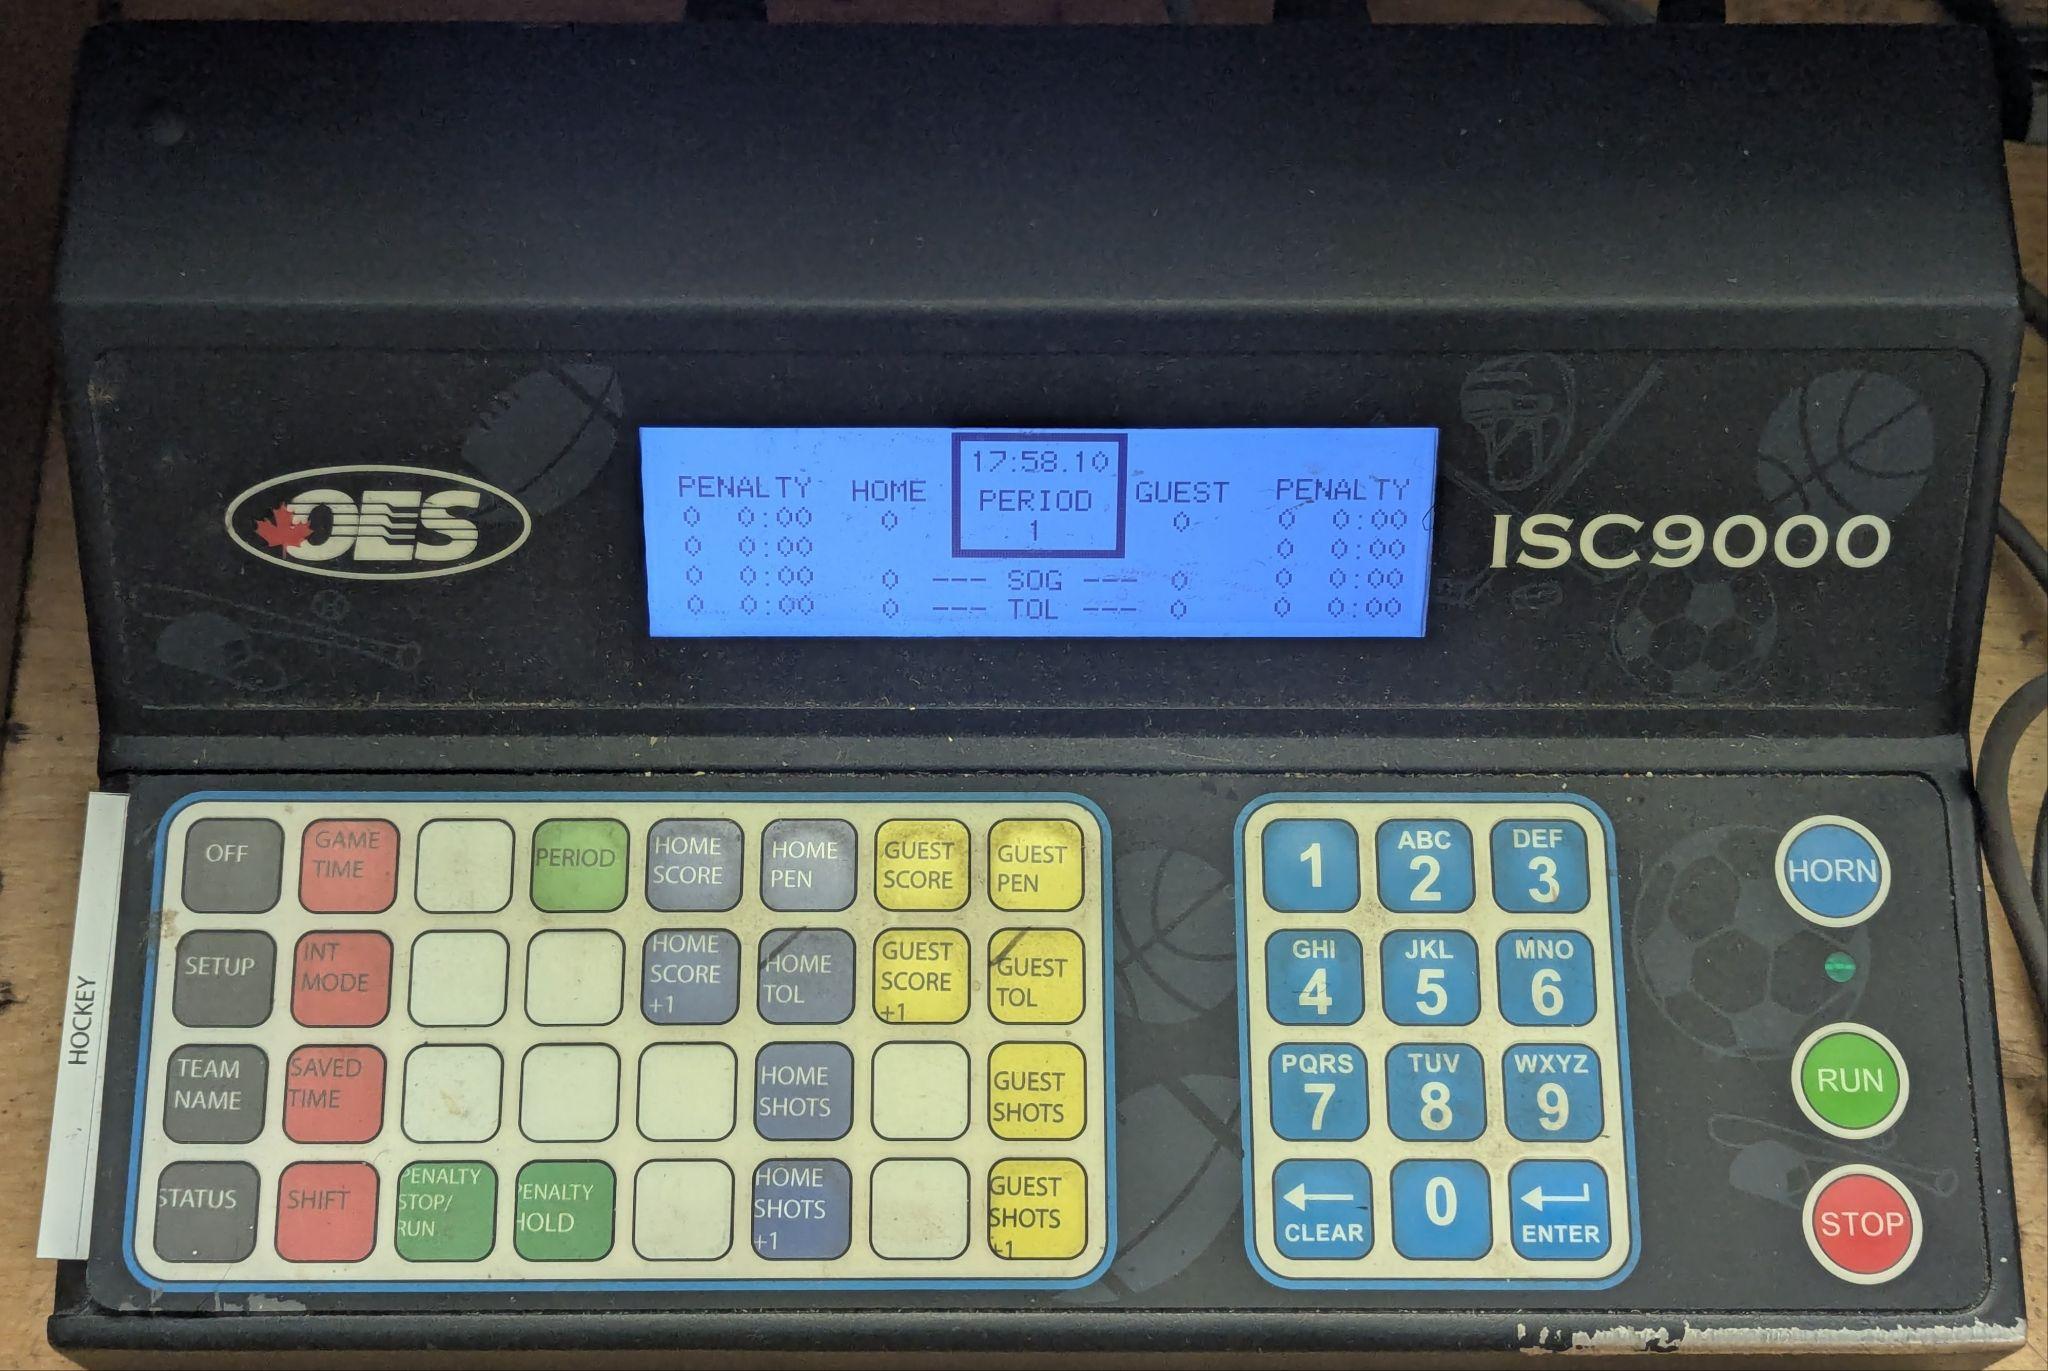 17:58.10
PENALTY HOME PERIOD GUEST PENALTY
0 0:00 0 1 0 0 0:00
0 0:00 0 0:00
0 0:00 0 --- SOG --- 0 0 0:00
0 0:00 0 --- TOL --- 0 0 0:00
OES
ISC9000
HOCKEY
OFF
GAME
TIME
PERIOD
HOME
SCORE
HOME
PEN
GUEST
SCORE
GUEST
PEN
SETUP
INT
MODE
HOME
SCORE
+1
HOME
TOL
GUEST
SCORE
+1
GUEST
TOL
TEAM
NAME
SAVED
TIME
HOME
SHOTS
GUEST
SHOTS
STATUS
SHIFT
PENALTY
STOP/
RUN
PENALTY
HOLD
HOME
SHOTS
+1
GUEST
SHOTS
+1
1
ABC
2
DEF
3
GHI
4
JKL
5
MNO
6
PQRS
7
TUV
8
WXYZ
9
CLEAR
0
ENTER
HORN
RUN
STOP